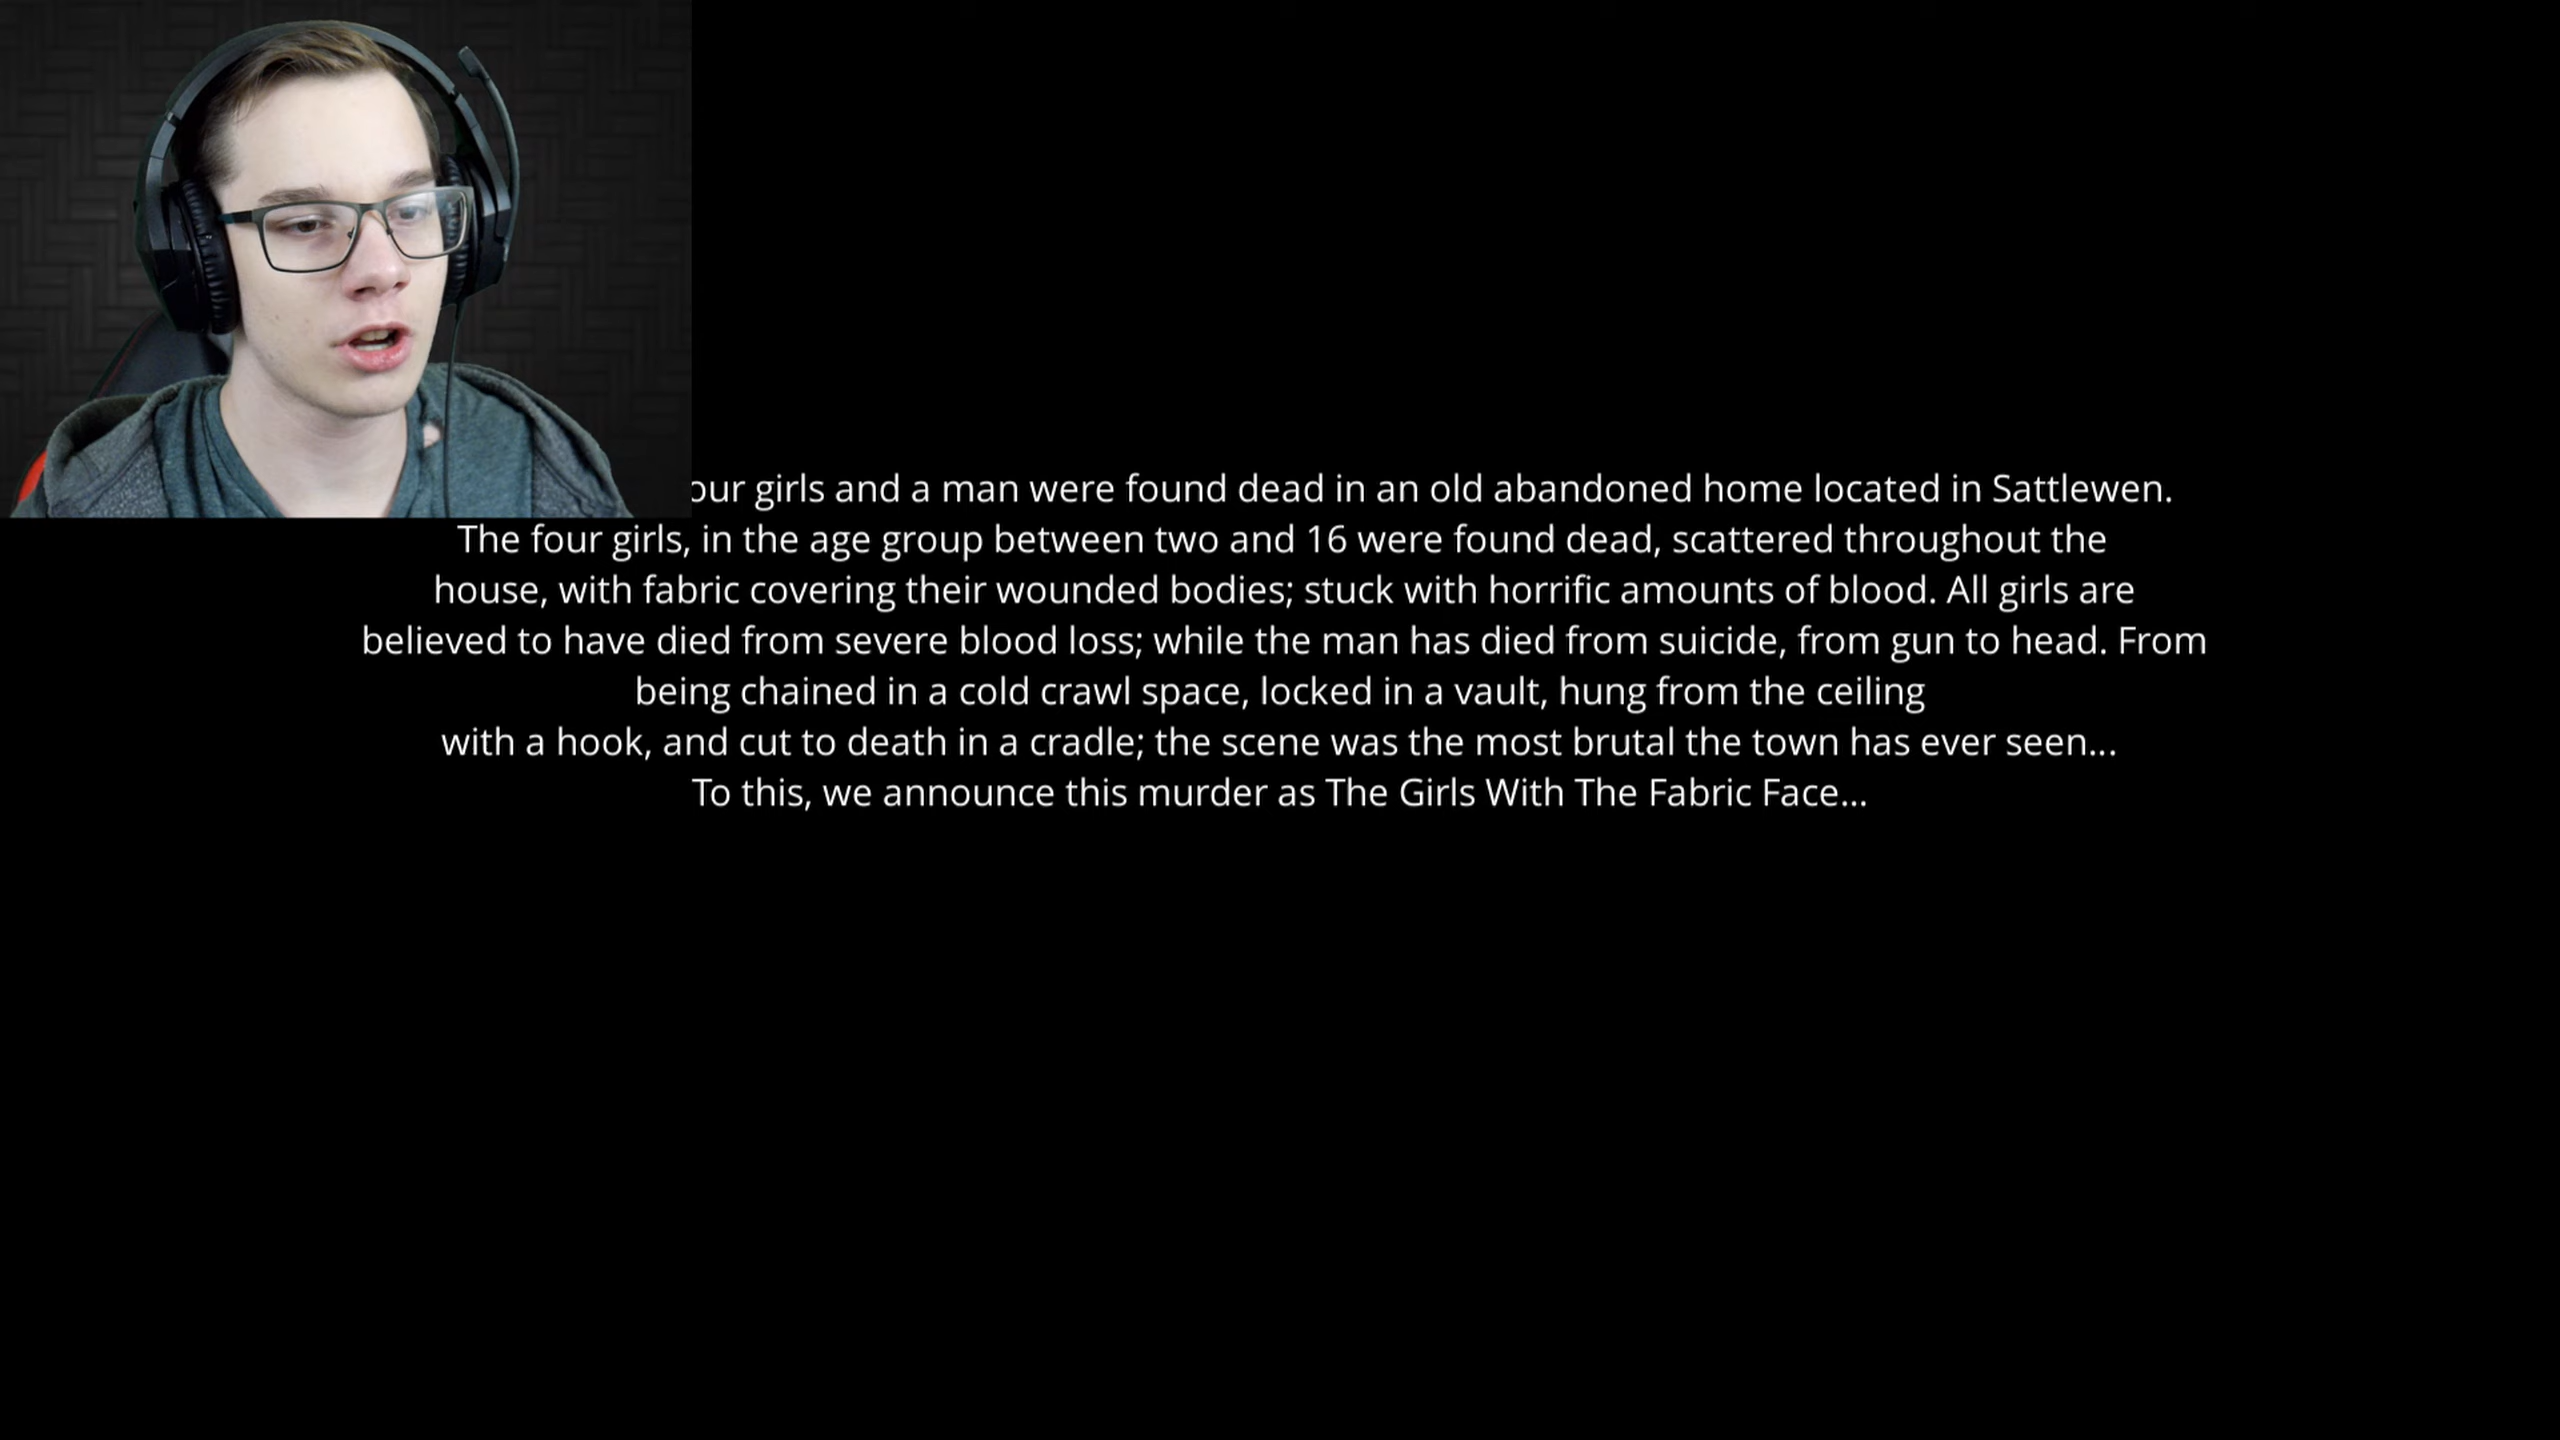 girls and a man were found dead in an old abandoned home located in Sattlewen.
The four girls, in the age group between two and 16 were found dead, scattered throughout the
house, with fabric covering their wounded bodies; stuck with horrific amounts of blood. All girls are
believed to have died from severe blood loss; while the man has died from suicide, from gun to head. From
being chained in a cold crawl space, locked in a vault, hung from the ceiling
with a hook, and cut to death in a cradle; the scene was the most brutal the town has ever seen...
To this, we announce this murder as The Girls With The Fabric Face...